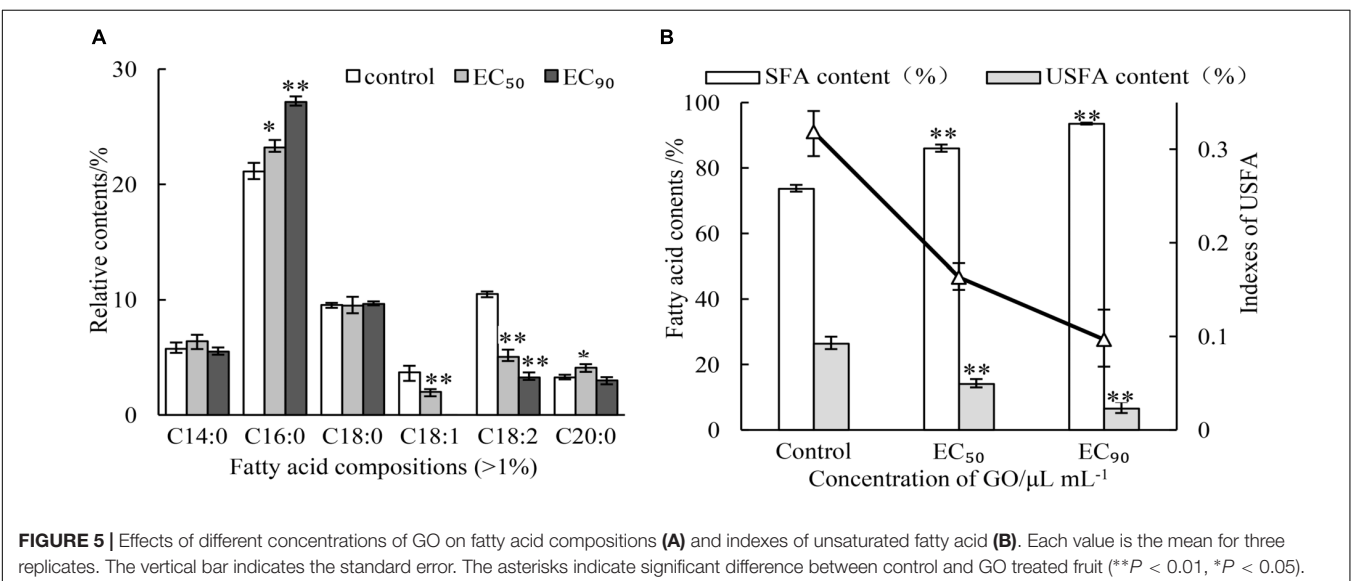 A
30
20
10
0
Relative contents/%
control EC₅₀ EC₉₀
* **
**
** **
*
C14:0 C16:0 C18:0 C18:1 C18:2 C20:0
Fatty acid compositions (>1%)
B
SFA content（%） USFA content（%）
100
80
60
40
20
0
Fatty acid conents /%
** **
** **
0.3
0.2
0.1
0
Indexes of USFA
Control EC₅₀ EC₉₀
Concentration of GO/μL mL⁻¹
FIGURE 5 | Effects of different concentrations of GO on fatty acid compositions (A) and indexes of unsaturated fatty acid (B). Each value is the mean for three
replicates. The vertical bar indicates the standard error. The asterisks indicate significant difference between control and GO treated fruit (**P < 0.01, *P < 0.05).